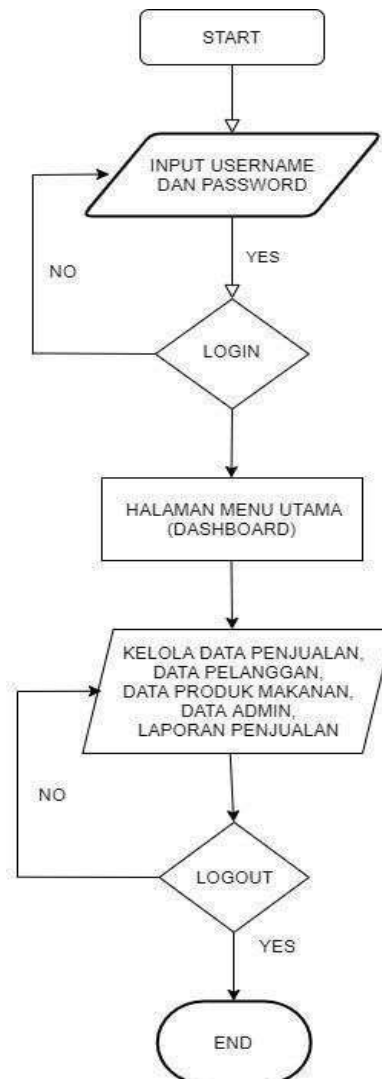 START
INPUT USERNAME
DAN PASSWORD
NO
YES
LOGIN
HALAMAN MENU UTAMA
(DASHBOARD)
KELOLA DATA PENJUALAN,
DATA PELANGGAN,
DATA PRODUK MAKANAN,
DATA ADMIN,
LAPORAN PENJUALAN
NO
LOGOUT
YES
END